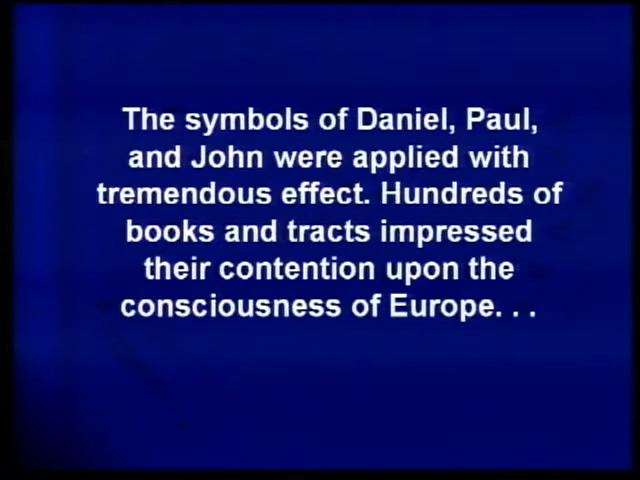 The symbols of Daniel, Paul,
and John were applied with
tremendous effect. Hundreds of
books and tracts impressed
their contention upon the
consciousness of Europe. . .